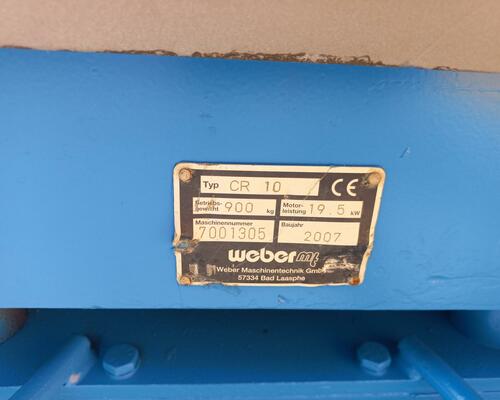 Typ CR 10 CE
Betriebs- gewicht 900 kg Motor- leistung 19.5 kW
Maschinennummer Baujahr
7001305 2007
weber mt
Weber Maschinentechnik GmbH
57334 Bad Laasphe